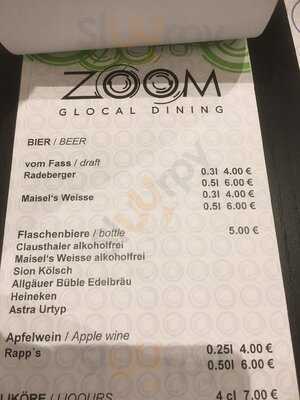 ZOOM
GLOCAL DINING
BIER / BEER
vom Fass / draft
Radeberger 0.3l 4.00 €
0.5l 6.00 €
Maisel's Weisse 0.3l 4.00 €
0.5l 6.00 €
Flaschenbiere / bottle 5.00 €
Clausthaler alkoholfrei
Maisel's Weisse alkoholfrei
Sion Kölsch
Allgäuer Büble Edelbräu
Heineken
Astra Urtyp
Apfelwein / Apple wine
Rapp`s 0.25l 4.00 €
0.50l 6.00 €
LIKÖRE / LIQOURS 4 cl 7.00 €